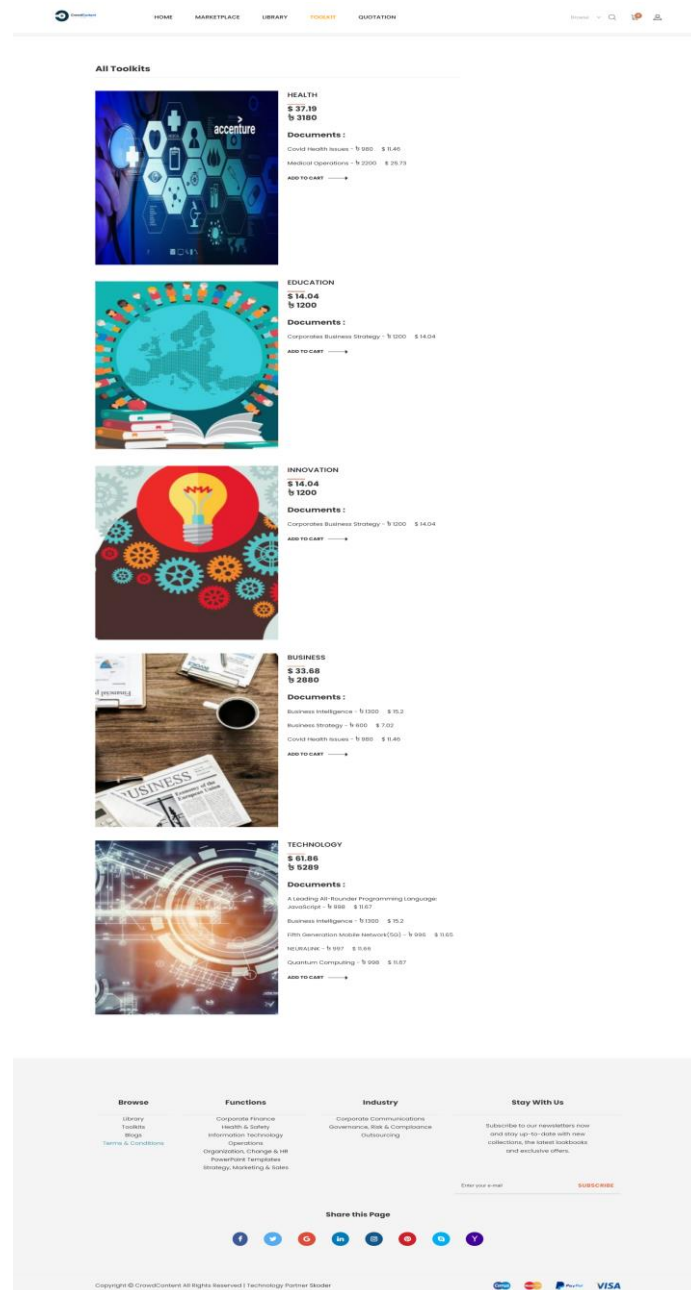 CrowdContent
HOME MARKETPLACE LIBRARY TOOLKIT QUOTATION
Browse
All Toolkits
accenture
HEALTH
$ 37.19
৳ 3180
Documents :
Covid Health Issues - ৳ 980 $ 11.46
Medical Operations - ৳ 2200 $ 25.73
ADD TO CART
EDUCATION
$ 14.04
৳ 1200
Documents :
Corporates Business Strategy - ৳ 1200 $ 14.04
ADD TO CART
INNOVATION
$ 14.04
৳ 1200
Documents :
Corporates Business Strategy - ৳ 1200 $ 14.04
ADD TO CART
Financial
BUSINESS
Economy of the
European Union
BUSINESS
$ 33.68
৳ 2880
Documents :
Business Intelligence - ৳ 1300 $ 15.2
Business Strategy - ৳ 600 $ 7.02
Covid Health Issues - ৳ 980 $ 11.46
ADD TO CART
TECHNOLOGY
$ 61.86
৳ 5289
Documents :
A Leading All-Rounder Programming Language:
JavaScript - ৳ 998 $ 11.67
Business Intelligence - ৳ 1300 $ 15.2
Fifth Generation Mobile Network(5G) - ৳ 996 $ 11.65
NEURALINK - ৳ 997 $ 11.66
Quantum Computing - ৳ 998 $ 11.67
ADD TO CART
Browse
Library
Toolkits
Blogs
Terms & Conditions
Functions
Corporate Finance
Health & Safety
Information Technology
Operations
Organization, Change & HR
PowerPoint Templates
Strategy, Marketing & Sales
Industry
Corporate Communications
Governance, Risk & Compliance
Outsourcing
Stay With Us
Subscribe to our newsletters now
and stay up-to-date with new
collections, the latest lookbooks
and exclusive offers.
Enter your e-mail SUBSCRIBE
Share this Page
Copyright © CrowdContent All Rights Reserved | Technology Partner Skoder
PayPal VISA